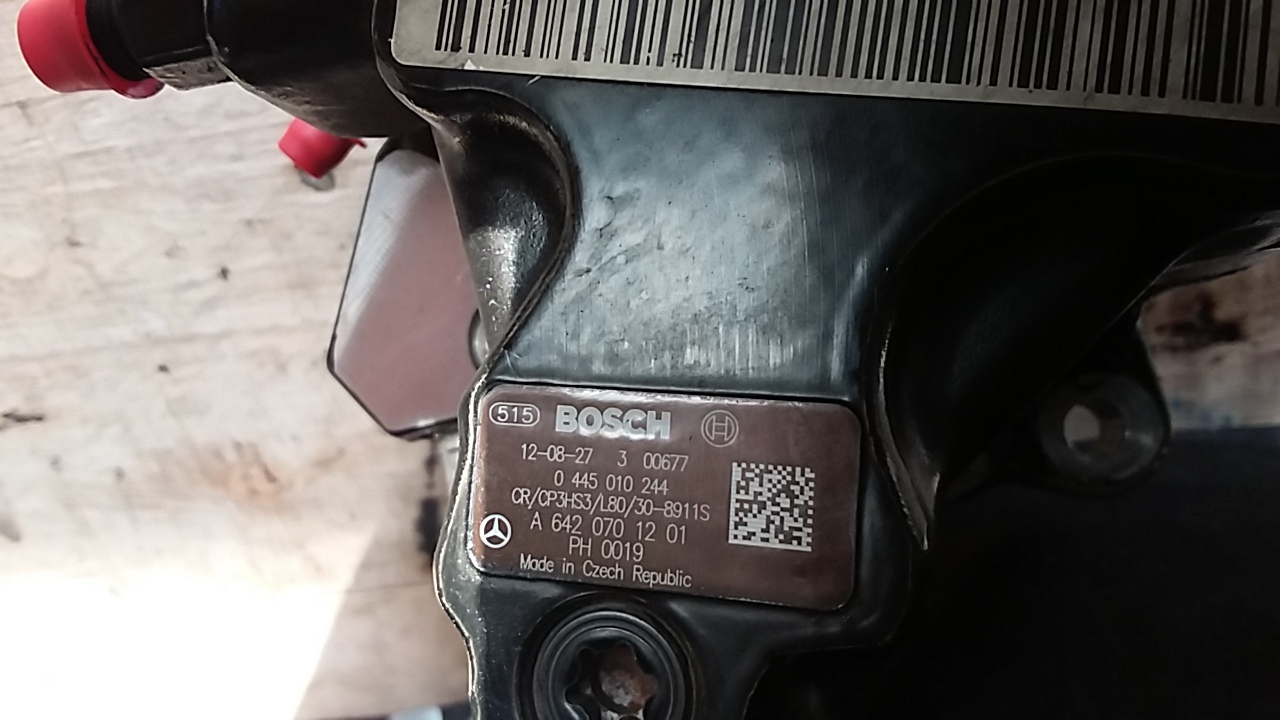 515 BOSCH
12-08-27 3 00677
0 445 010 244
CR/CP3HS3/L80/30-8911S
A 642 070 12 01
PH 0019
Made in Czech Republic